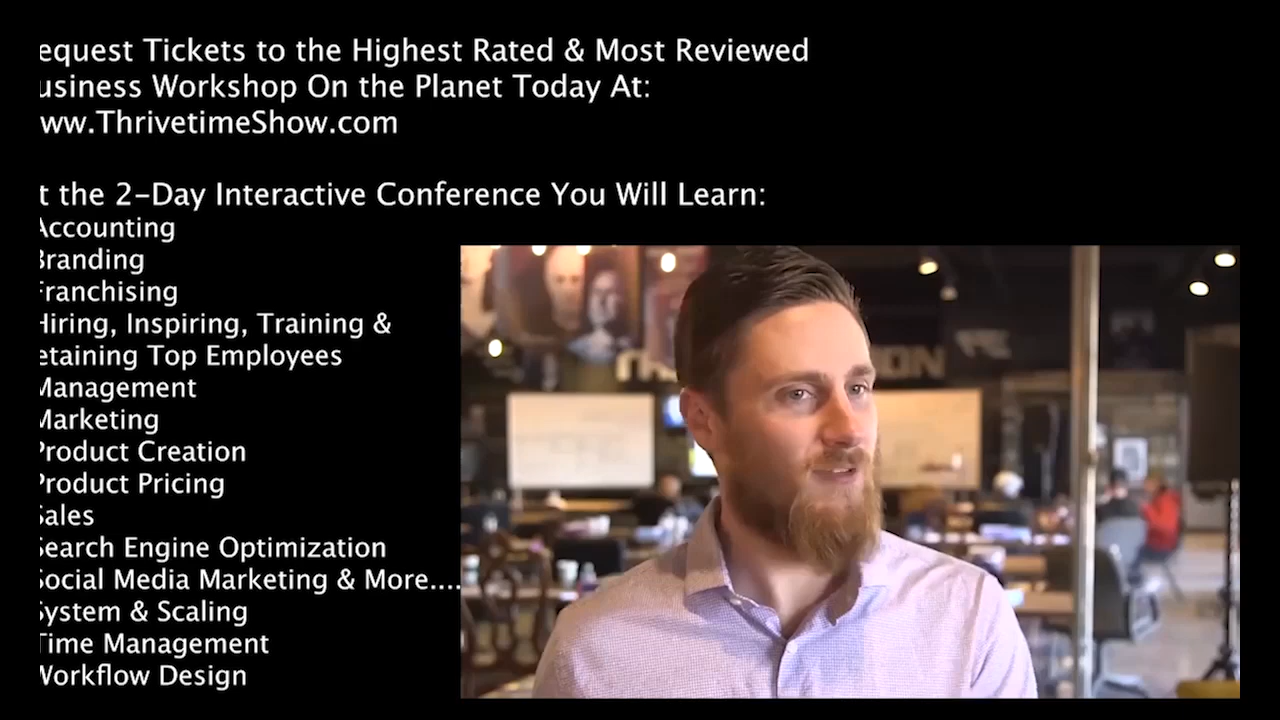 equest Tickets to the Highest Rated & Most Reviewed
usiness Workshop On the Planet Today At:
ww.ThrivetimeShow.com
t the 2-Day Interactive Conference You Will Learn:
Accounting
Branding
Franchising
Hiring, Inspiring, Training &
etaining Top Employees
Management
Marketing
Product Creation
Product Pricing
Sales
Search Engine Optimization
Social Media Marketing & More....
System & Scaling
Time Management
Workflow Design